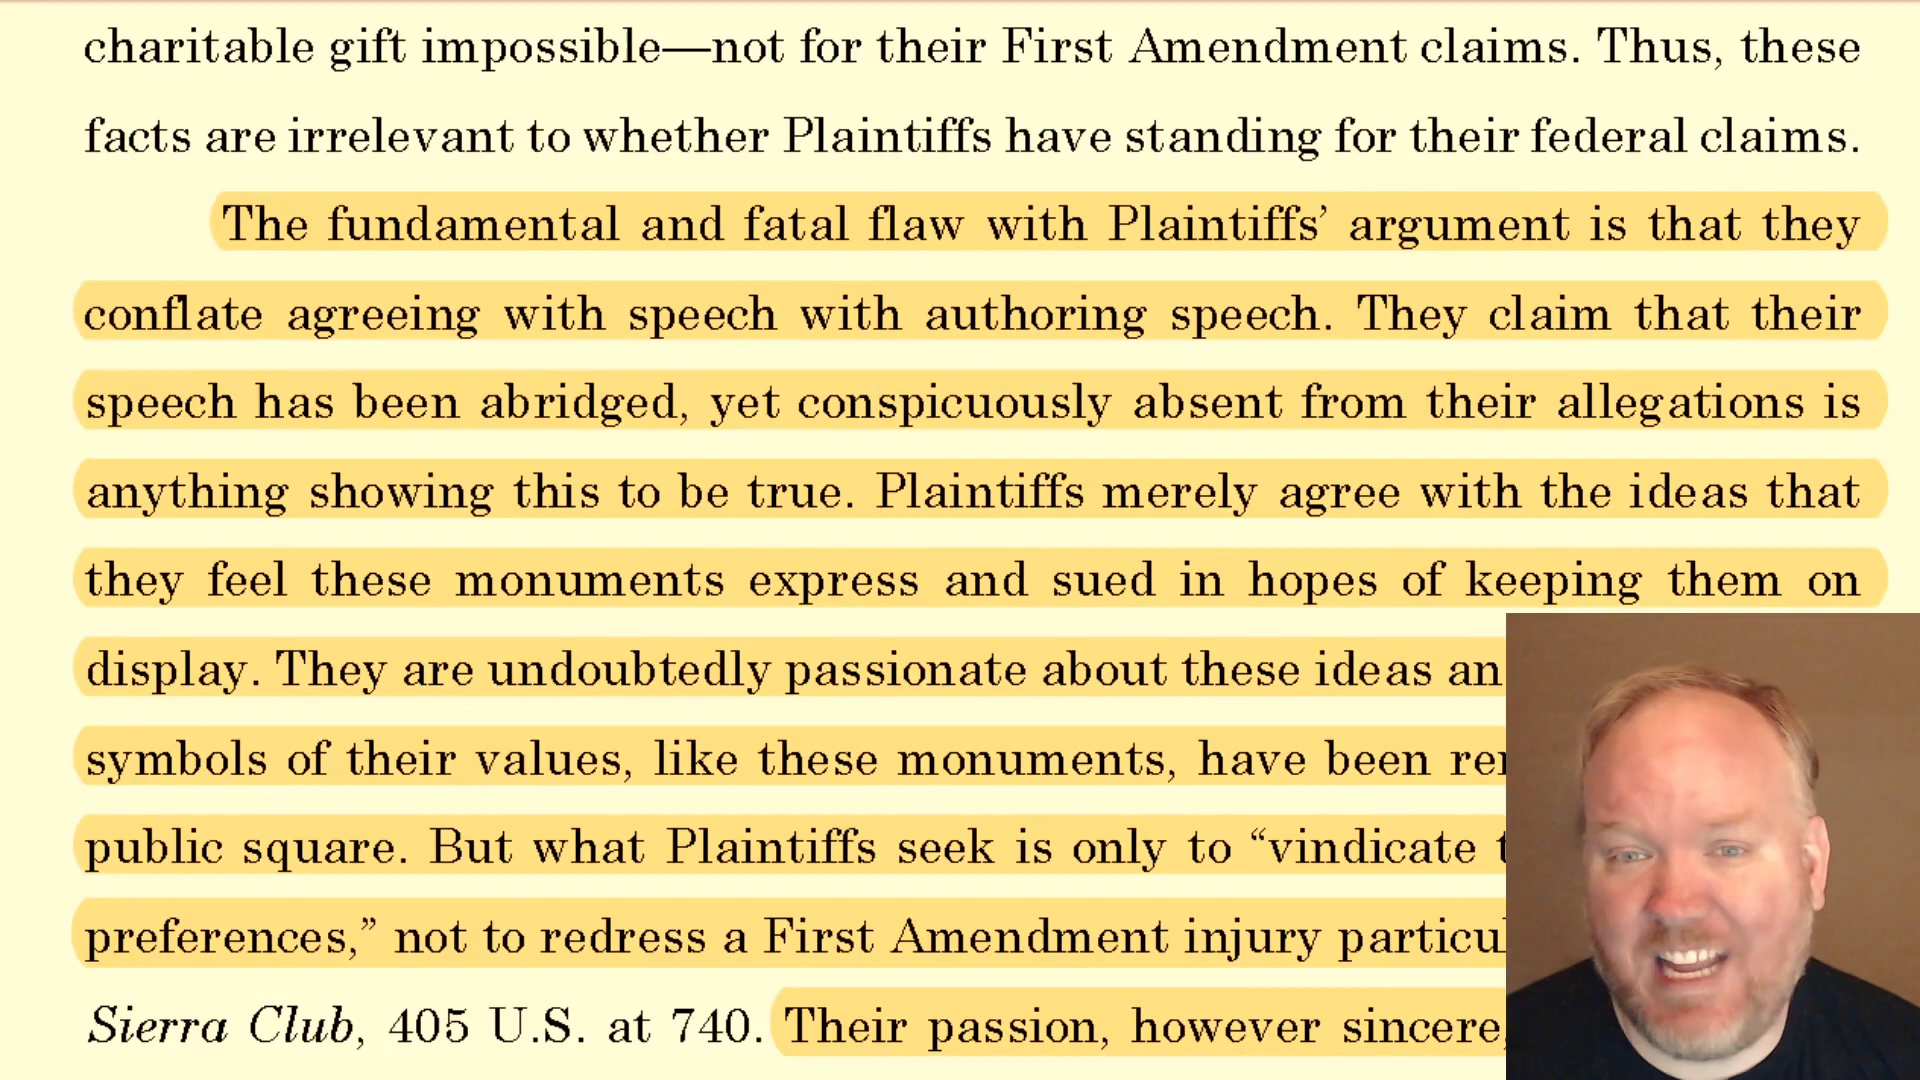 charitable gift impossible—not for their First Amendment claims. Thus, these
facts are irrelevant to whether Plaintiffs have standing for their federal claims.
The fundamental and fatal flaw with Plaintiffs’ argument is that they
conflate agreeing with speech with authoring speech. They claim that their
speech has been abridged, yet conspicuously absent from their allegations is
anything showing this to be true. Plaintiffs merely agree with the ideas that
they feel these monuments express and sued in hopes of keeping them on
display. They are undoubtedly passionate about these ideas
symbols of their values, like these monuments, have been
public square. But what Plaintiffs seek is only to “vindicate
preferences,” not to redress a First Amendment injury
Sierra Club, 405 U.S. at 740. Their passion, however sincere,